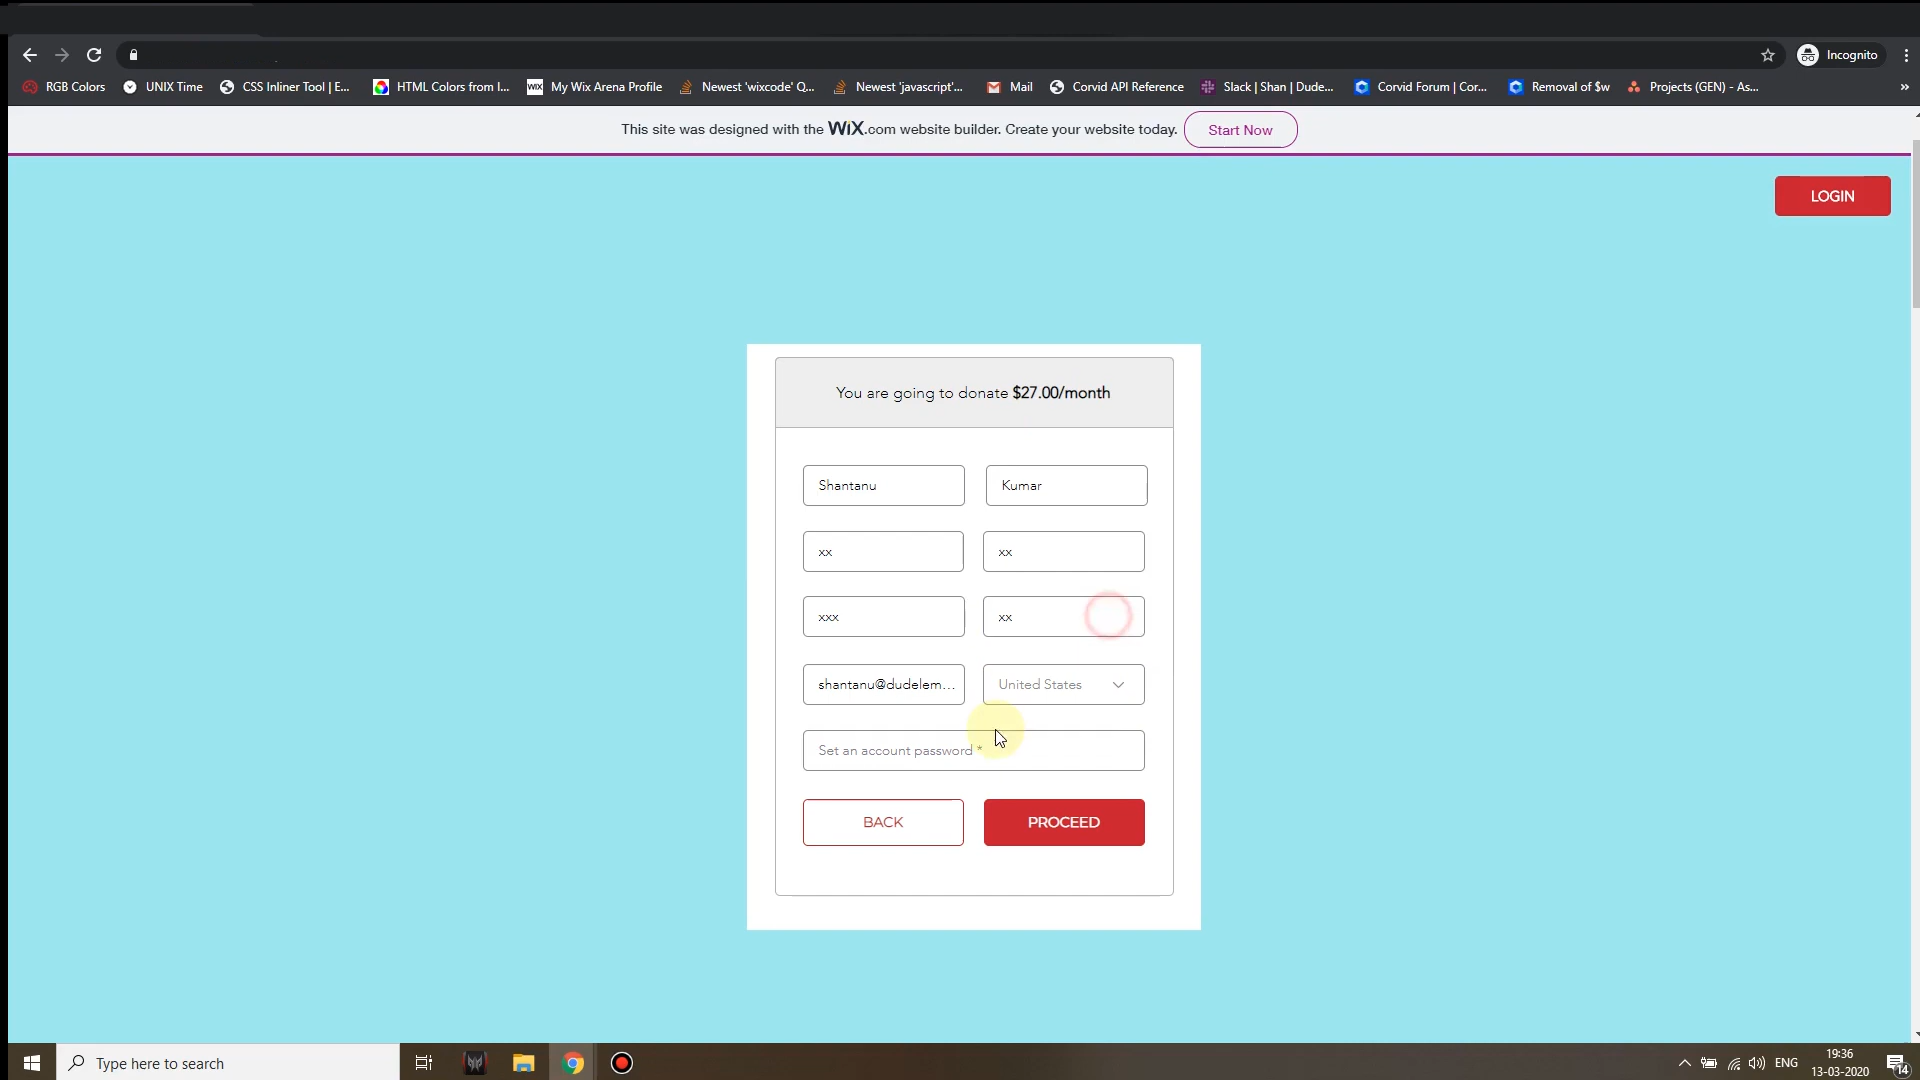 Incognito
RGB Colors UNIX Time CSS Inliner Tool | E... HTML Colors from I... WIX My Wix Arena Profile Newest 'wixcode' Q... Newest 'javascript'... Mail Corvid API Reference Slack | Shan | Dude... Corvid Forum | Cor... Removal of $w Projects (GEN) - As... »
This site was designed with the WiX.com website builder. Create your website today. Start Now
LOGIN
You are going to donate $27.00/month
Shantanu Kumar
xx xx
xxx xx
shantanu@dudelem... United States
Set an account password *
BACK PROCEED
Type here to search
ENG 19:36
13-03-2020
14